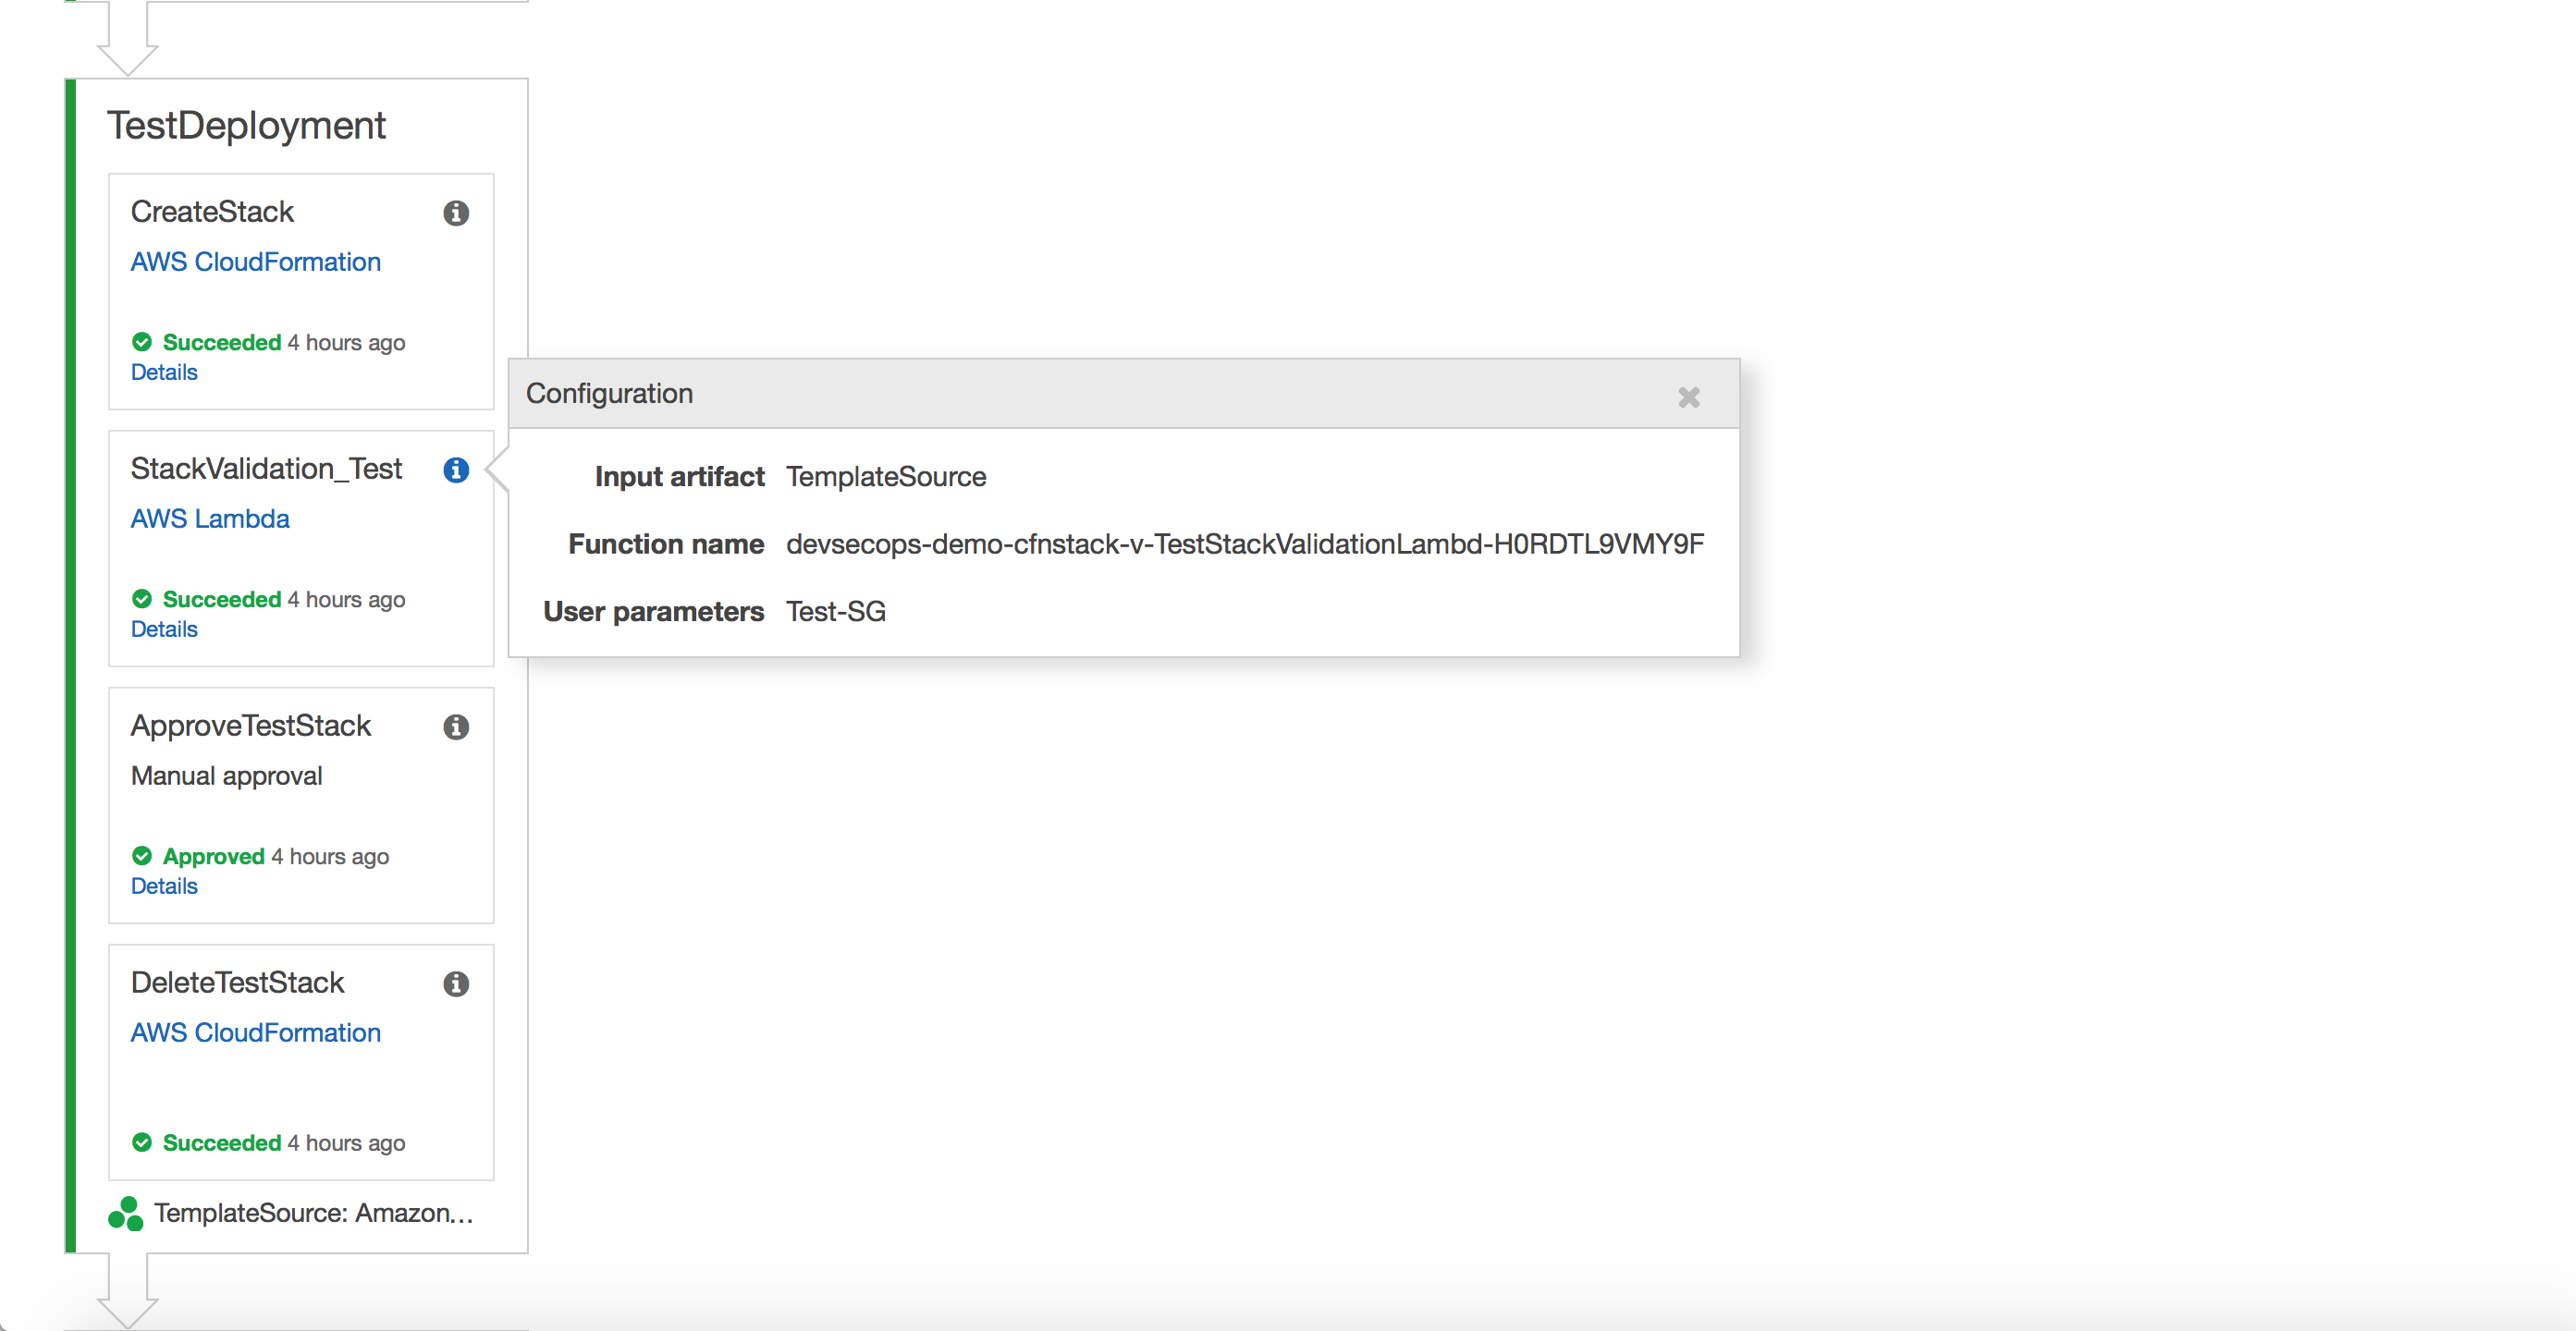 TestDeployment
CreateStack
AWS CloudFormation
Succeeded 4 hours ago
Details
StackValidation_Test
AWS Lambda
Succeeded 4 hours ago
Details
Configuration
Input artifact TemplateSource
Function name devsecops-demo-cfnstack-v-TestStackValidationLambd-H0RDTL9VMY9F
User parameters Test-SG
ApproveTestStack
Manual approval
Approved 4 hours ago
Details
DeleteTestStack
AWS CloudFormation
Succeeded 4 hours ago
TemplateSource: Amazon...